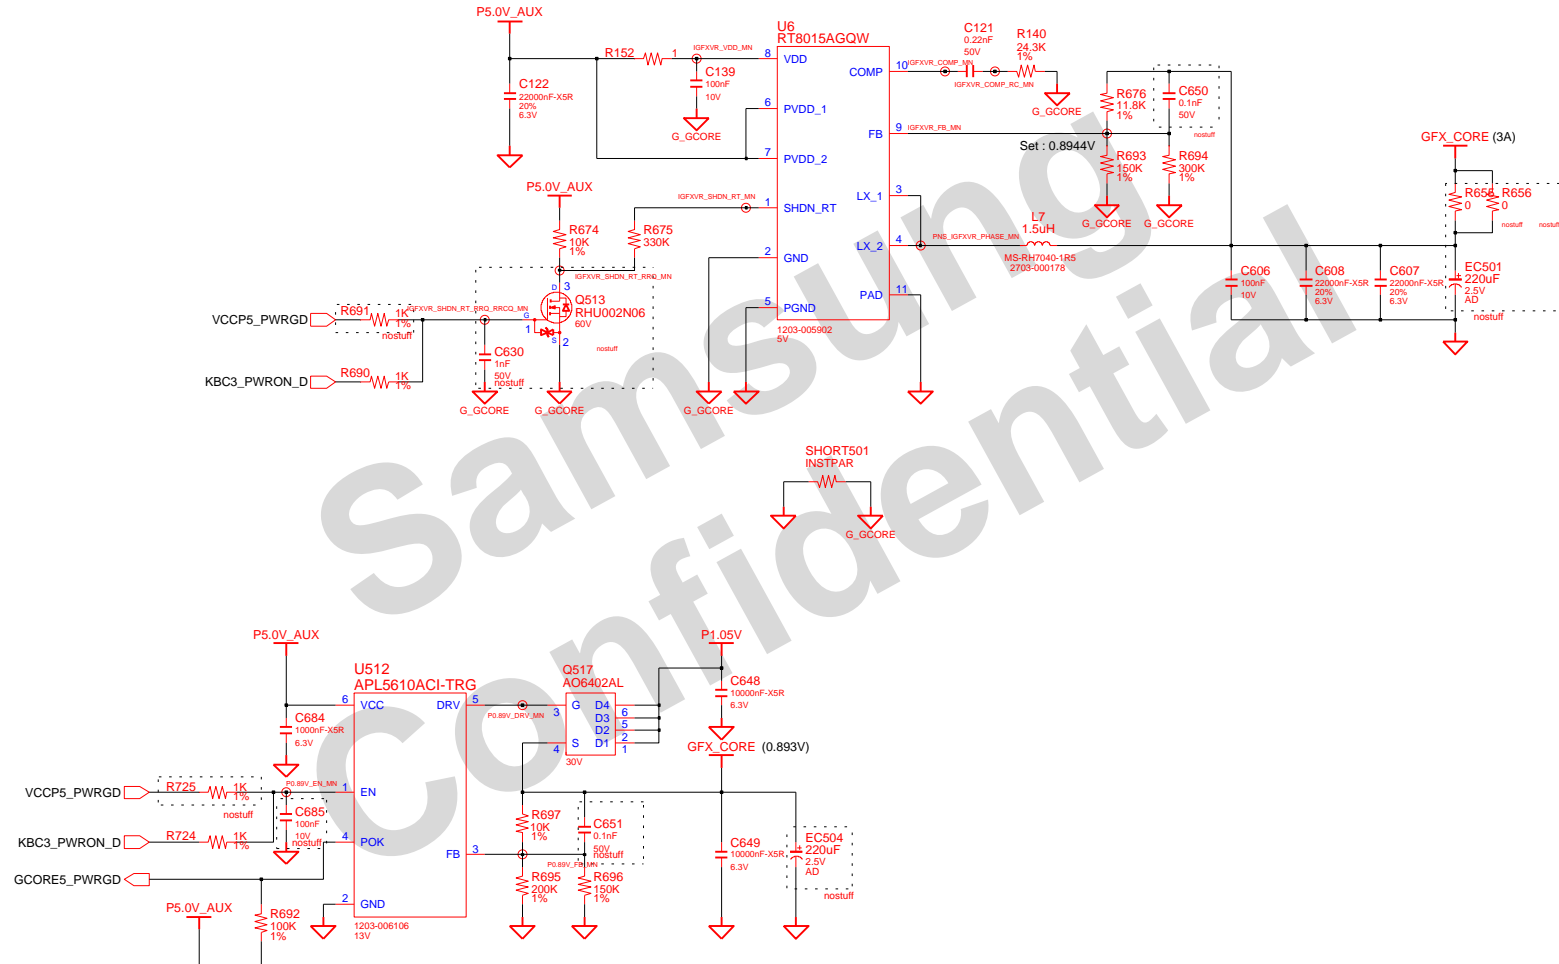 P5.0V_AUX
U6
RT8015AGQW
R152
1
IGFXVR_VDD_MN
8
VDD
C139
100nF
10V
G_GCORE
C122
22000nF-X5R
20%
6.3V
6
PVDD_1
7
PVDD_2
COMP
10
IGFXVR_COMP_MN
C121
0.22nF
50V
R140
24.3K
1%
IGFXVR_COMP_RC_MN
G_GCORE
R676
11.8K
1%
C650
0.1nF
50V
nostuff
FB
9
IGFXVR_FB_MN
Set : 0.8944V
R693
150K
1%
R694
300K
1%
G_GCORE
G_GCORE
GFX_CORE (3A)
R655
0
R656
0
nostuff
nostuff
P5.0V_AUX
IGFXVR_SHDN_RT_MN
1
SHDN_RT
R674
10K
1%
R675
330K
LX_1
3
LX_2
4
PNS_IGFXVR_PHASE_MN
L7
1.5uH
MS-RH7040-1R5
2703-000178
2
GND
PAD
11
5
PGND
1203-005902
5V
C606
100nF
10V
C608
22000nF-X5R
20%
6.3V
C607
22000nF-X5R
20%
6.3V
EC501
220uF
2.5V
AD
nostuff
IGFXVR_SHDN_RT_RRQ_MN
D
3
Q513
RHU002N06
60V
G
1
S
2
nostuff
IGFXVR_SHDN_RT_RRQ_RRCQ_MN
VCCP5_PWRGD
R691
1K
1%
nostuff
C630
1nF
50V
nostuff
KBC3_PWRON_D
R690
1K
1%
G_GCORE
G_GCORE
G_GCORE
SHORT501
INSTPAR
G_GCORE
Samsung
Confidential
P5.0V_AUX
U512
APL5610ACI-TRG
6
VCC
DRV
5
P0.89V_DRV_MN
C684
1000nF-X5R
6.3V
Q517
AO6402AL
3
G
D4
6
D3
5
D2
2
4
S
D1
1
30V
P1.05V
C648
10000nF-X5R
6.3V
GFX_CORE (0.893V)
VCCP5_PWRGD
R725
1K
1%
nostuff
P0.89V_EN_MN
1
EN
C685
100nF
10V
nostuff
KBC3_PWRON_D
R724
1K
1%
4
POK
FB
3
P0.89V_FB_MN
R697
10K
1%
C651
0.1nF
50V
nostuff
C649
10000nF-X5R
6.3V
EC504
220uF
2.5V
AD
nostuff
GCORE5_PWRGD
R695
200K
1%
R696
150K
1%
P5.0V_AUX
R692
100K
1%
2
GND
1203-006106
13V